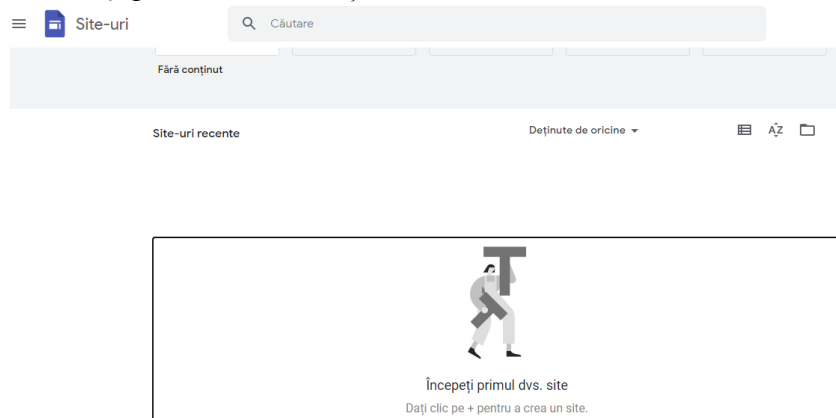 Site-uri
Căutare
Fără conținut
Site-uri recente
Deținute de oricine
AZ
Începeți primul dvs. site
Dați clic pe + pentru a crea un site.